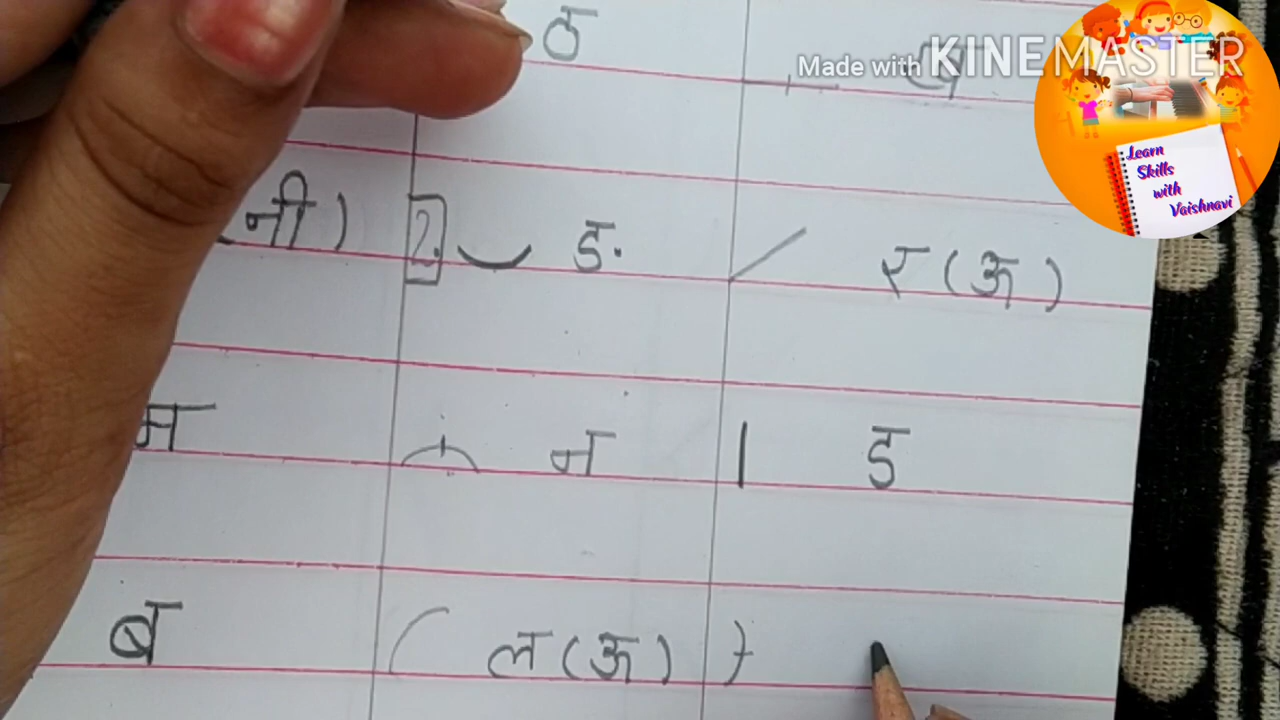 ठ Made with KINEMASTER
Learn
Skills
with
Vaishnavi
नी) 2. ङ. र (ऊ)
म न ड
ब ल (ऊ)